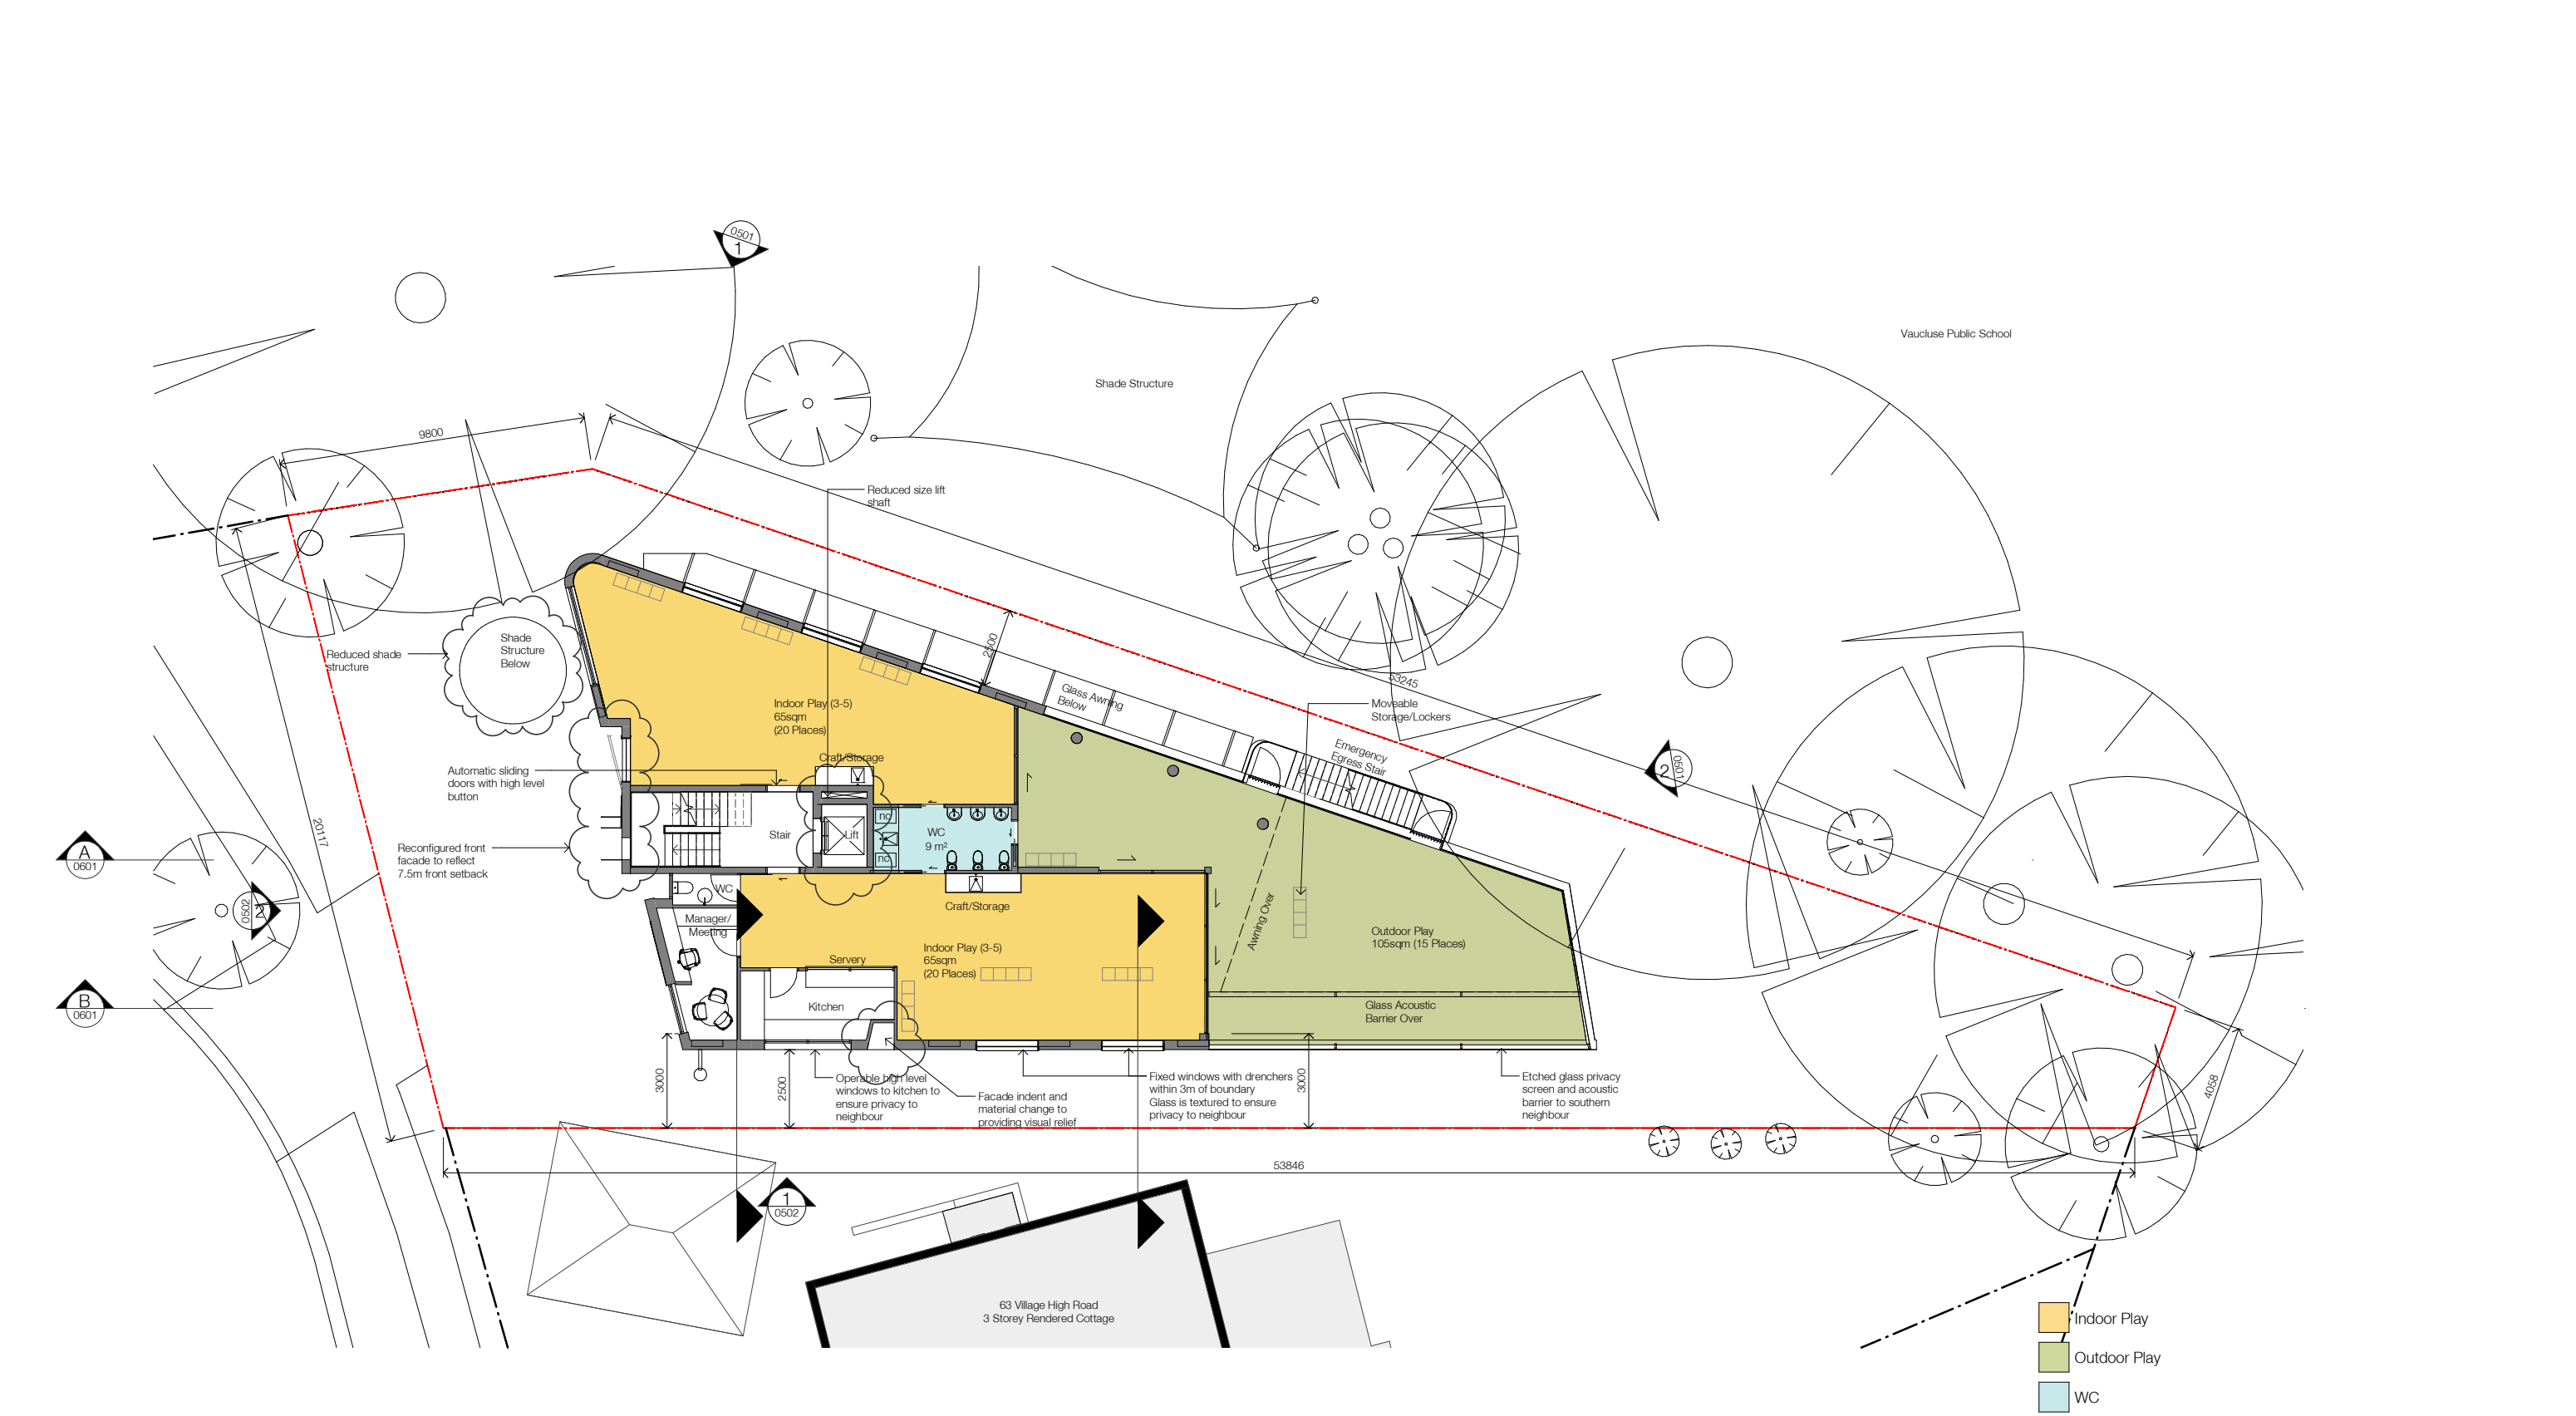 0501
1
Vaucluse Public School
Shade Structure
9800
Reduced size lift
shaft
Shade
Structure
Below
Reduced shade
structure
2500
53245
Glass Awning
Below
Moveable
Storage/Lockers
Indoor Play (3-5)
65sqm
(20 Places)
Craft/Storage
Emergency
Egress Stair
2
0501
Automatic sliding
doors with high level
button
20117
Stair
Lift
nc
nc
WC
9 m²
Reconfigured front
facade to reflect
7.5m front setback
A
0601
WC
Craft/Storage
0502
2
Manager/
Meeting
Awning Over
Outdoor Play
105sqm (15 Places)
Indoor Play (3-5)
65sqm
(20 Places)
Servery
Kitchen
B
0601
Glass Acoustic
Barrier Over
3000
2500
Operable high level
windows to kitchen to
ensure privacy to
neighbour
Facade indent and
material change to
providing visual relief
Fixed windows with drenchers
within 3m of boundary
Glass is textured to ensure
privacy to neighbour
3000
Etched glass privacy
screen and acoustic
barrier to southern
neighbour
4058
53846
1
0502
63 Village High Road
3 Storey Rendered Cottage
Indoor Play
Outdoor Play
WC